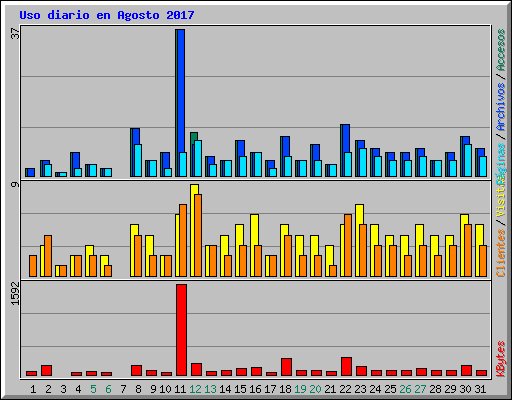 Uso diario en Agosto 2017
37
9
1592
Accesos / Archivos / Páginas
Visitas / Clientes
KBytes
1 2 3 4 5 6 7 8 9 10 11 12 13 14 15 16 17 18 19 20 21 22 23 24 25 26 27 28 29 30 31